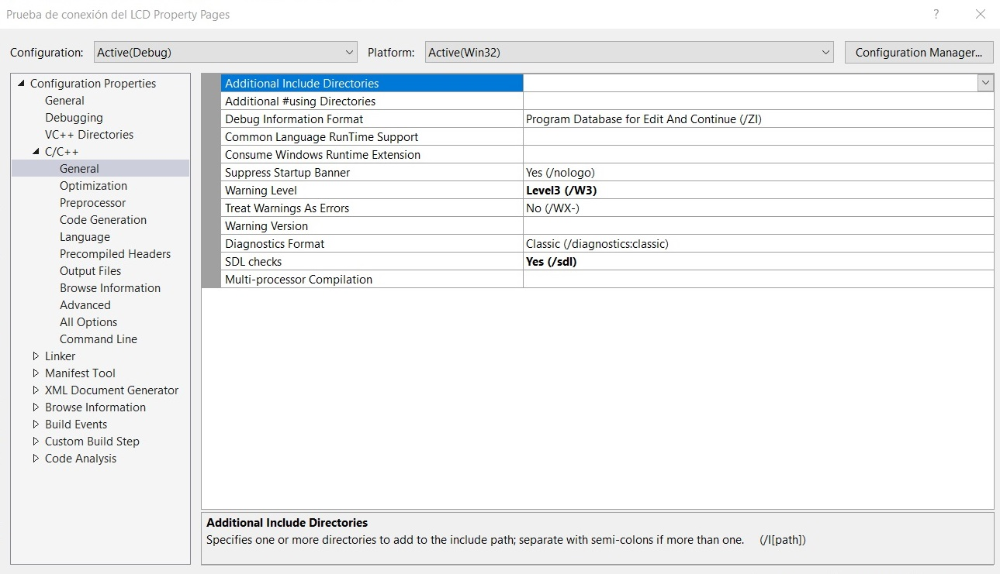 Prueba de conexión del LCD Property Pages
?
Configuration: Active(Debug) Platform: Active(Win32) Configuration Manager...
Configuration Properties
General
Debugging
VC++ Directories
C/C++
General
Optimization
Preprocessor
Code Generation
Language
Precompiled Headers
Output Files
Browse Information
Advanced
All Options
Command Line
Linker
Manifest Tool
XML Document Generator
Browse Information
Build Events
Custom Build Step
Code Analysis
Additional Include Directories
Additional #using Directories
Debug Information Format Program Database for Edit And Continue (/ZI)
Common Language RunTime Support
Consume Windows Runtime Extension
Suppress Startup Banner Yes (/nologo)
Warning Level Level3 (/W3)
Treat Warnings As Errors No (/WX-)
Warning Version
Diagnostics Format Classic (/diagnostics:classic)
SDL checks Yes (/sdl)
Multi-processor Compilation
Additional Include Directories
Specifies one or more directories to add to the include path; separate with semi-colons if more than one. (/I[path])